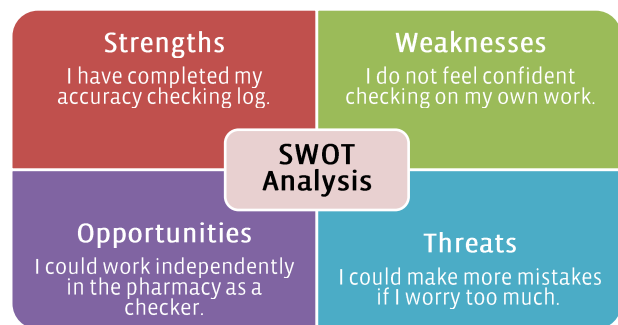 Strengths
I have completed my
accuracy checking log.
Weaknesses
I do not feel confident
checking on my own work.
SWOT
Analysis
Opportunities
I could work independently
in the pharmacy as a
checker.
Threats
I could make more mistakes
if I worry too much.